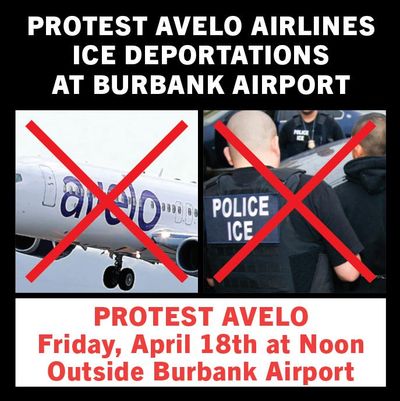 PROTEST AVELO AIRLINES
ICE DEPORTATIONS
AT BURBANK AIRPORT
avelo
POLICE
ICE
POLICE
ICE
PROTEST AVELO
Friday, April 18th at Noon
Outside Burbank Airport